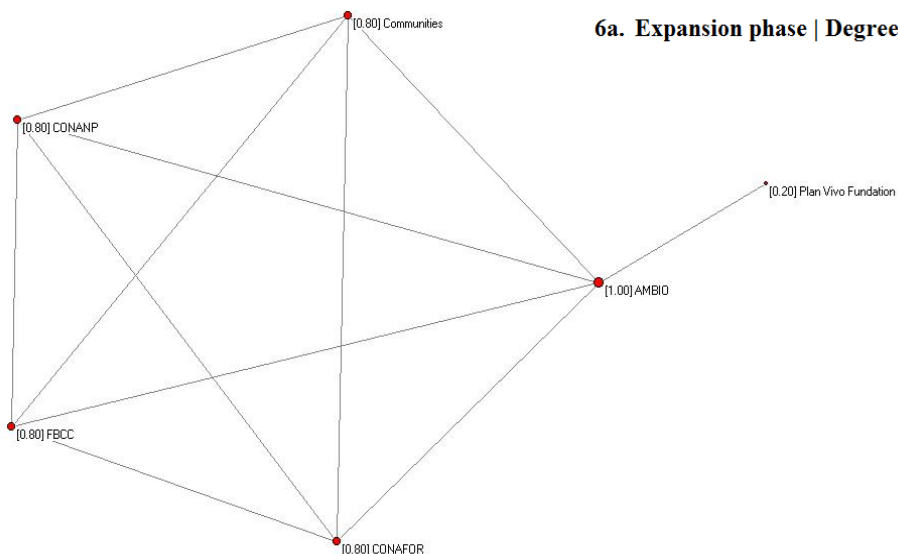 6a. Expansion phase | Degree
[0.80] Communities
[0.80] CONANP
[0.20] Plan Vivo Fundation
[1.00] AMBIO
[0.80] FBCC
[0.80] CONAFOR